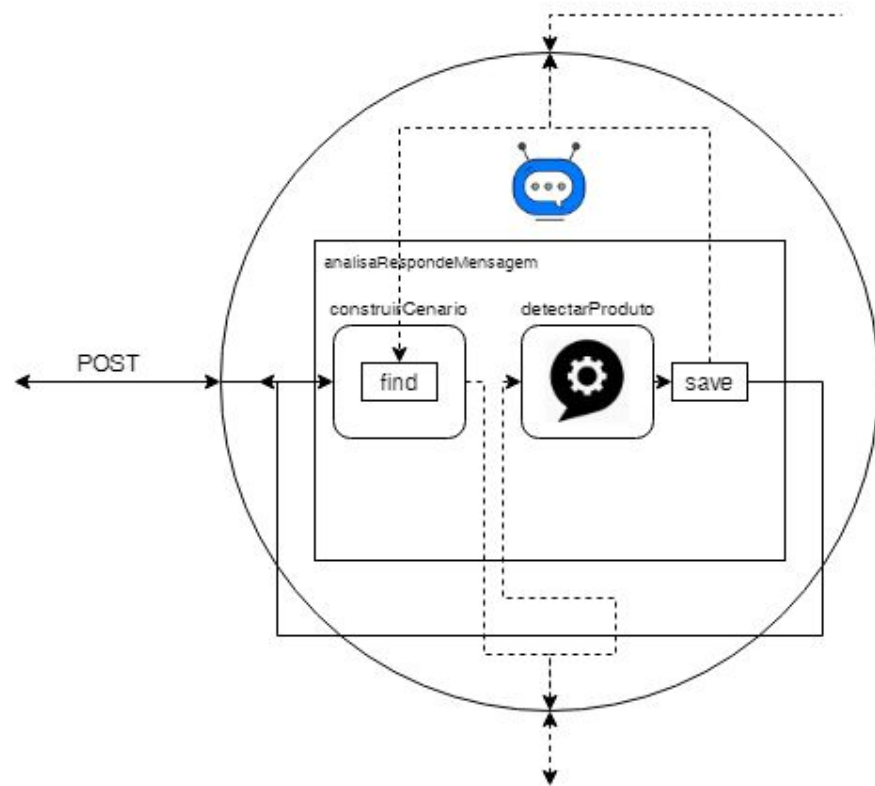 analisaRespondeMensagem
construirCenario
detectarProduto
POST
find
save